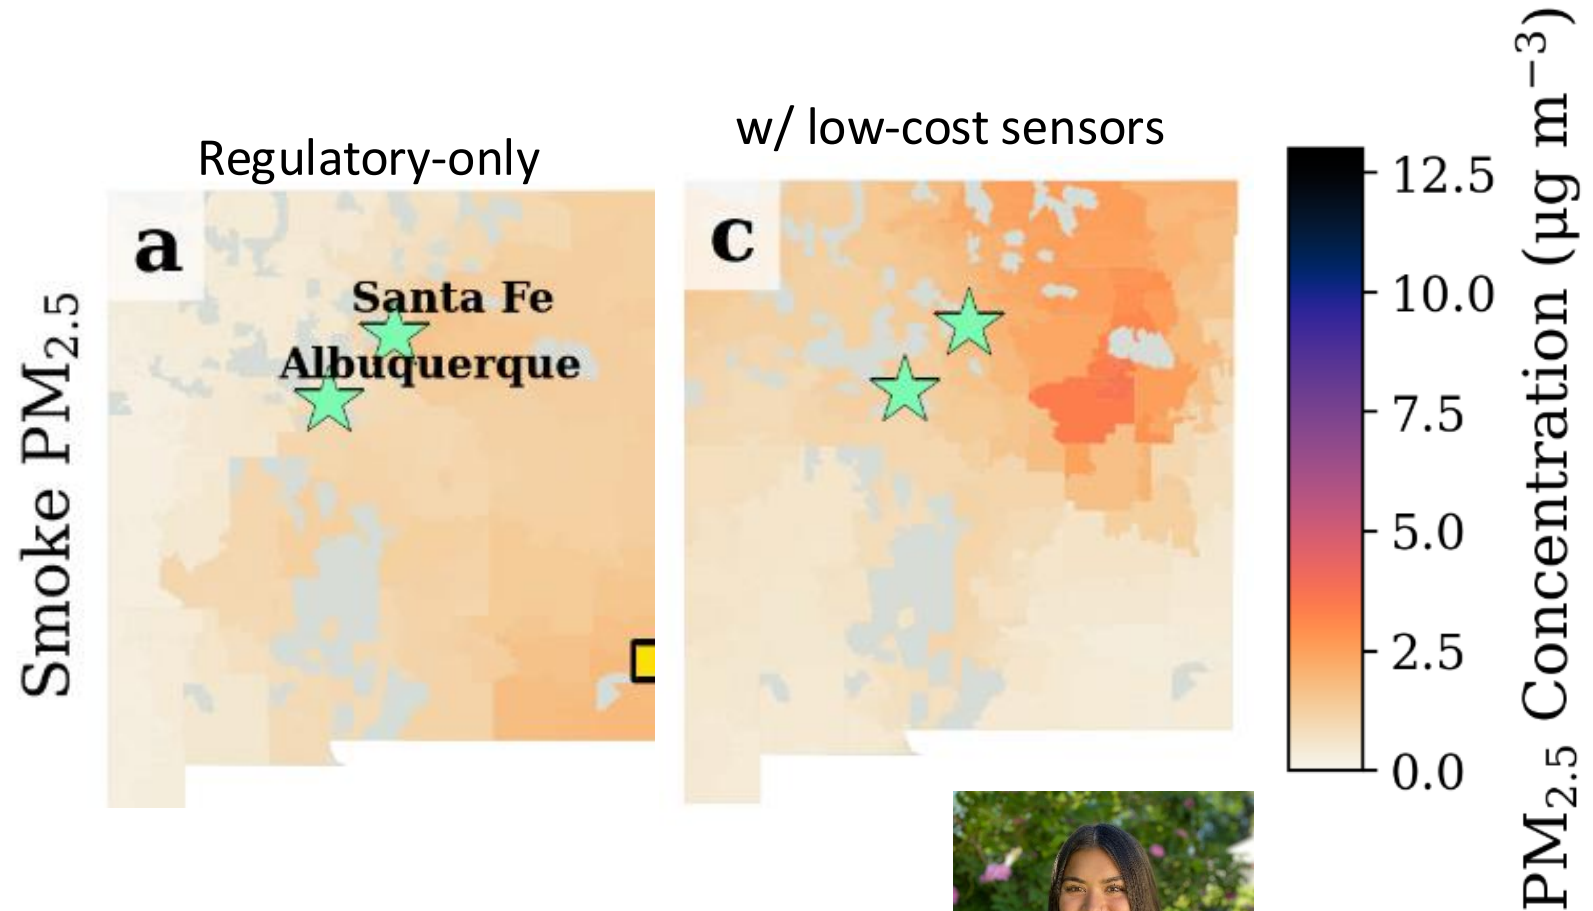 Regulatory-only
w/ low-cost sensors
a
c
Santa Fe
Albuquerque
Smoke PM2.5
12.5
10.0
7.5
5.0
2.5
0.0
PM2.5 Concentration (µg m−3)